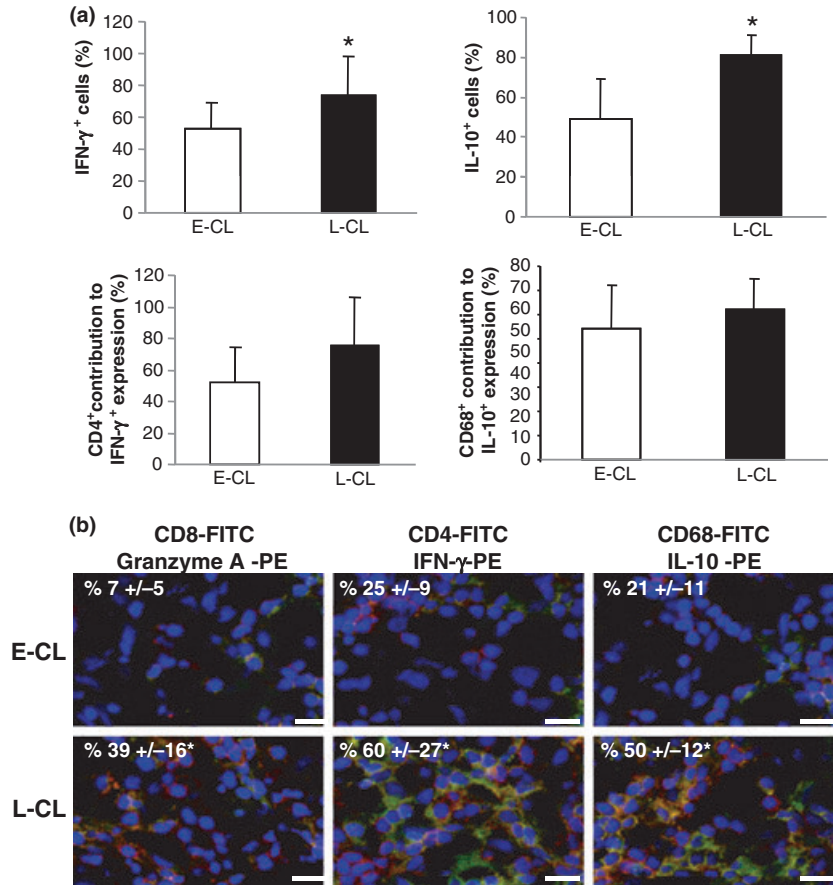 (a)
IFN-γ+ cells (%)
120
100
80
60
40
20
0
*
E-CL
L-CL
IL-10+ cells (%)
100
80
60
40
20
0
*
E-CL
L-CL
CD4+contribution to
IFN-γ+ expression (%)
120
100
80
60
40
20
0
E-CL
L-CL
CD68+ contribution to
IL-10+ expression (%)
80
70
60
50
50
40
30
20
10
0
E-CL
L-CL
(b)
CD8-FITC
Granzyme A -PE
CD4-FITC
IFN-γ-PE
CD68-FITC
IL-10 -PE
E-CL
% 7 +/–5
% 25 +/–9
% 21 +/–11
L-CL
% 39 +/–16*
% 60 +/–27*
% 50 +/–12*